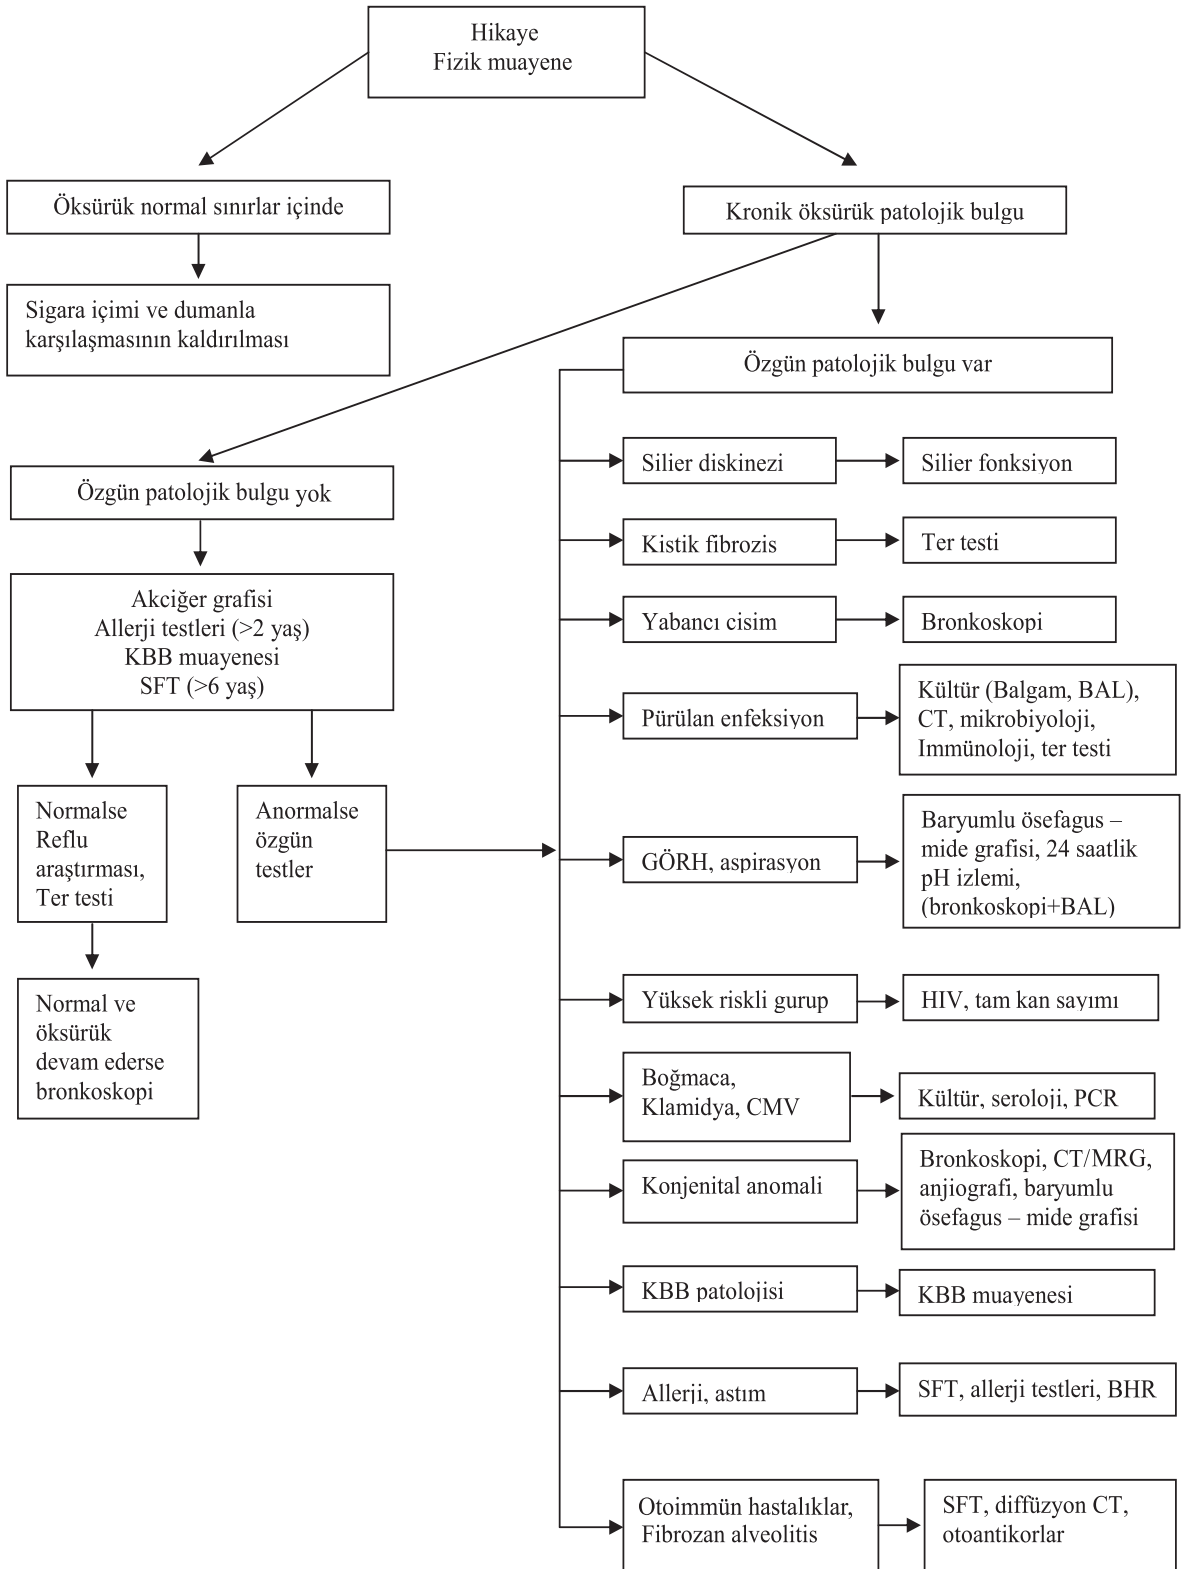 Hikaye
Fizik muayene
Öksürük normal sınırlar içinde
Kronik öksürük patolojik bulgu
Sigara içimi ve dumanla
karşılaşmasının kaldırılması
Özgün patolojik bulgu var
Özgün patolojik bulgu yok
Akciğer grafisi
Allerji testleri (>2 yaş)
KBB muayenesi
SFT (>6 yaş)
Normalse
Reflu
araştırması,
Ter testi
Anormalse
özgün
testler
Normal ve
öksürük
devam ederse
bronkoskopi
Silier diskinezi
Silier fonksiyon
Kistik fibrozis
Ter testi
Yabancı cisim
Bronkoskopi
Pürülan enfeksiyon
Kültür (Balgam, BAL),
CT, mikrobiyoloji,
Immünoloji, ter testi
GÖRH, aspirasyon
Baryumlu ösefagus –
mide grafisi, 24 saatlik
pH izlemi,
(bronkoskopi+BAL)
Yüksek riskli gurup
HIV, tam kan sayımı
Boğmaca,
Klamidya, CMV
Kültür, seroloji, PCR
Konjenital anomali
Bronkoskopi, CT/MRG,
anjiografi, baryumlu
ösefagus – mide grafisi
KBB patolojisi
KBB muayenesi
Allerji, astım
SFT, allerji testleri, BHR
Otoimmün hastalıklar,
Fibrozan alveolitis
SFT, diffüzyon CT,
otoantikorlar